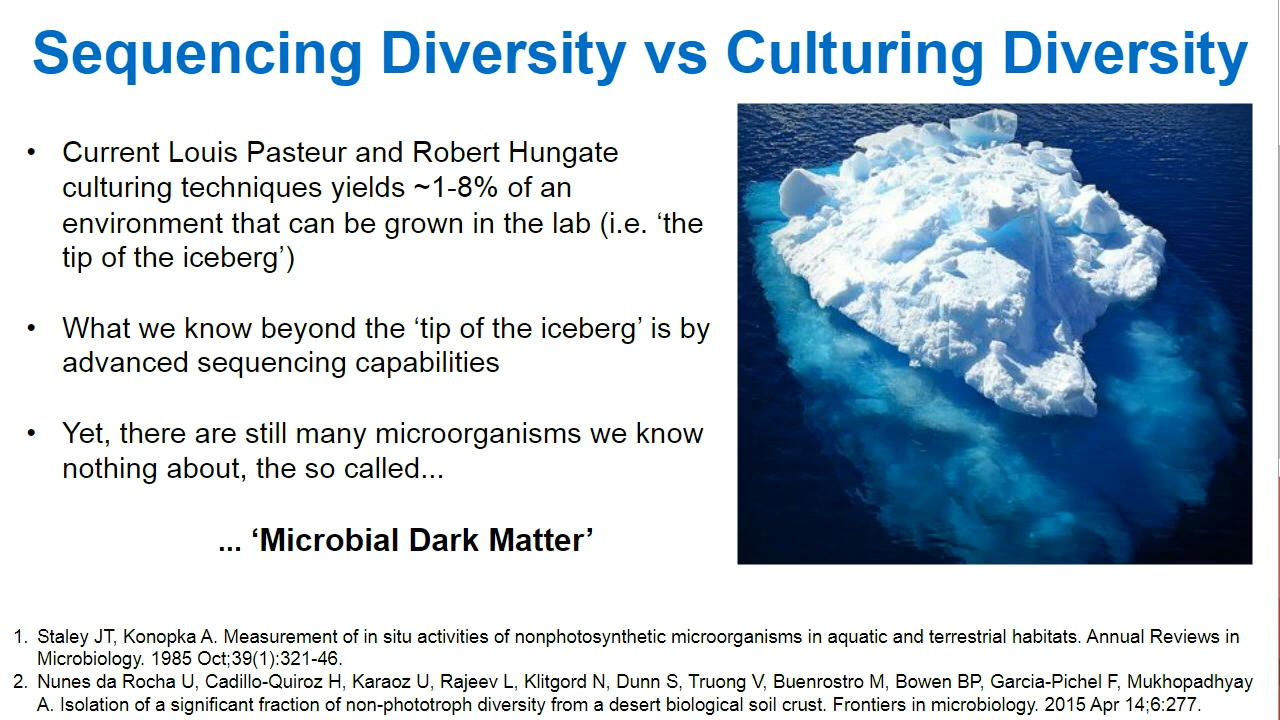 Sequencing Diversity vs Culturing Diversity
• Current Louis Pasteur and Robert Hungate
culturing techniques yields ~1-8% of an
environment that can be grown in the lab (i.e. ‘the
tip of the iceberg’)
• What we know beyond the ‘tip of the iceberg’ is by
advanced sequencing capabilities
• Yet, there are still many microorganisms we know
nothing about, the so called...
... ‘Microbial Dark Matter’
1. Staley JT, Konopka A. Measurement of in situ activities of nonphotosynthetic microorganisms in aquatic and terrestrial habitats. Annual Reviews in
Microbiology. 1985 Oct;39(1):321-46.
2. Nunes da Rocha U, Cadillo-Quiroz H, Karaoz U, Rajeev L, Klitgord N, Dunn S, Truong V, Buenrostro M, Bowen BP, Garcia-Pichel F, Mukhopadhyay
A. Isolation of a significant fraction of non-phototroph diversity from a desert biological soil crust. Frontiers in microbiology. 2015 Apr 14;6:277.